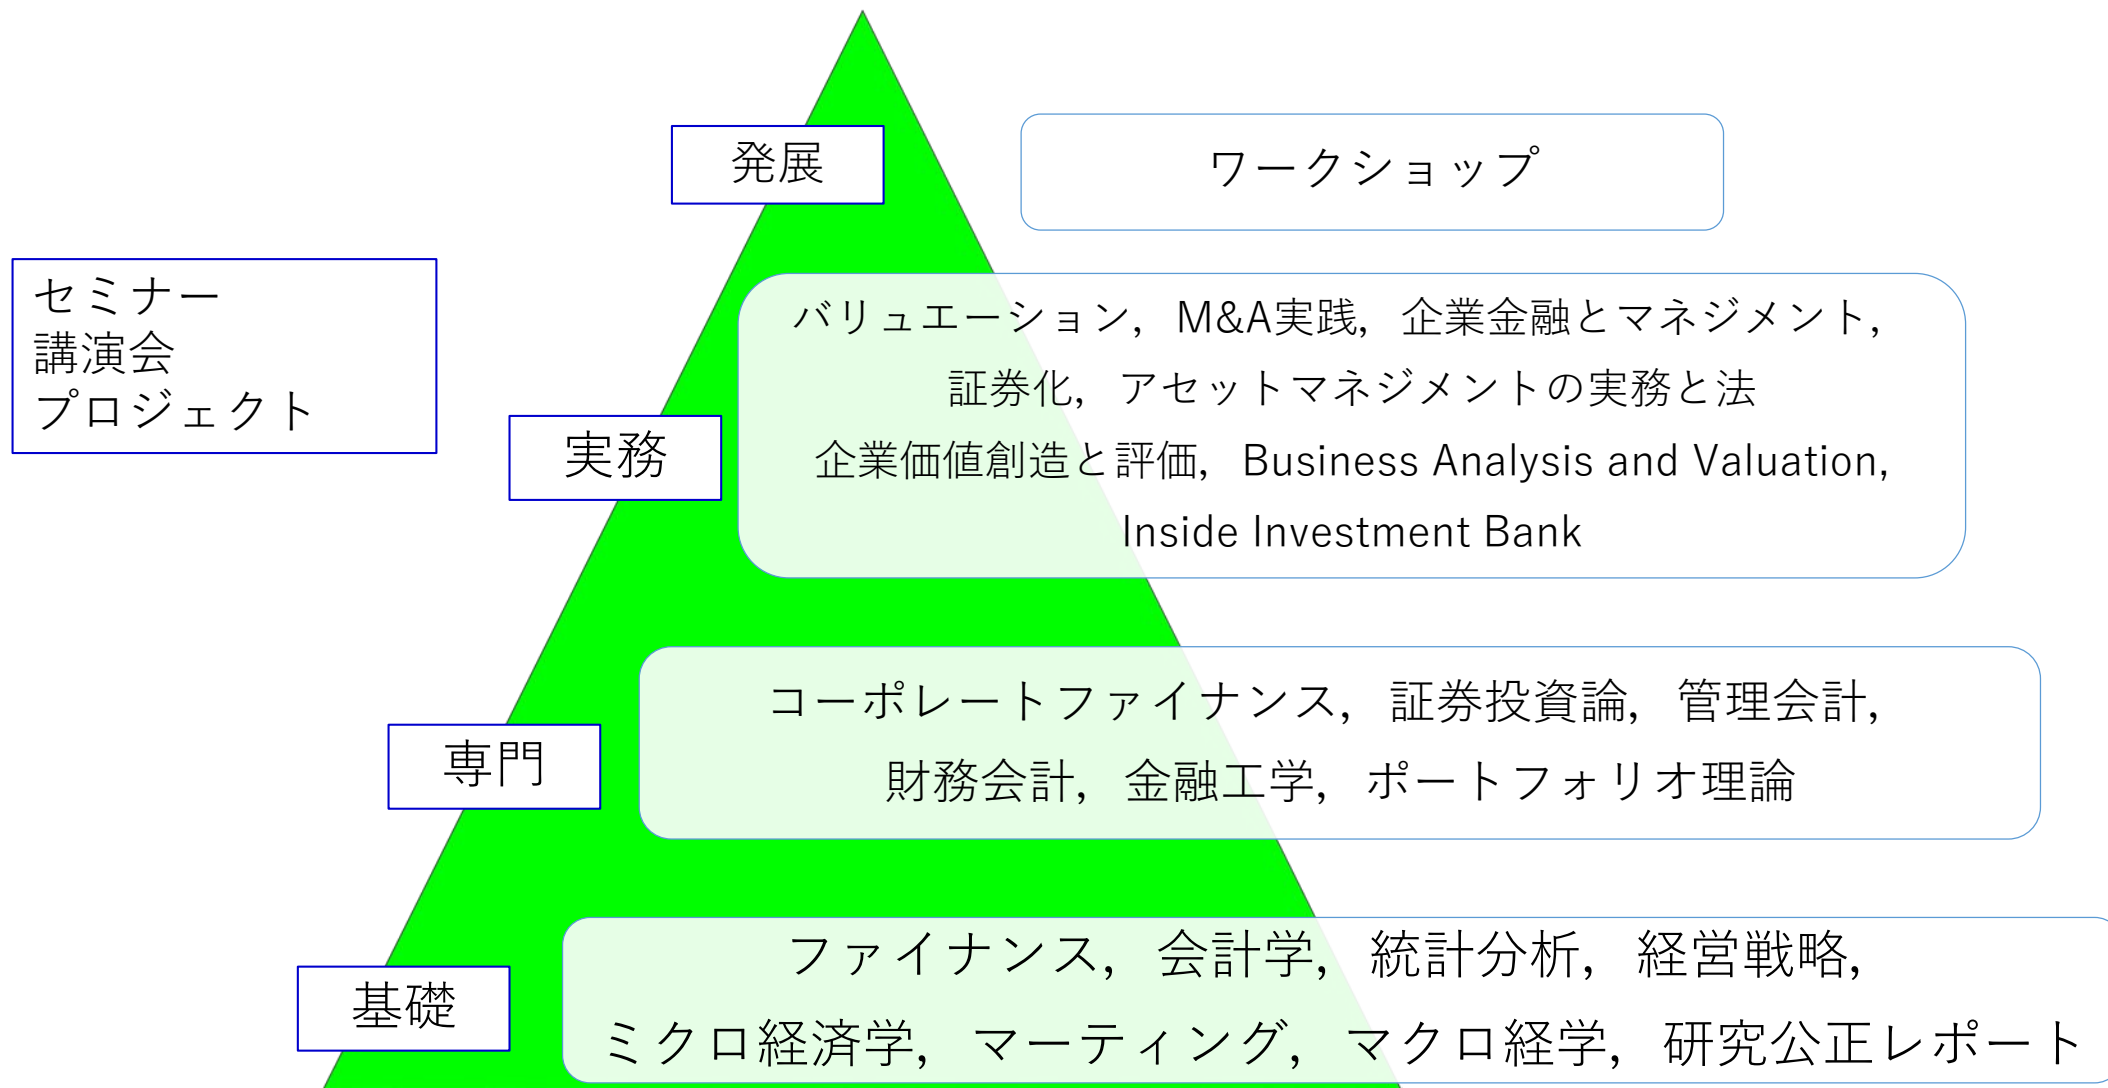 発展
ワークショップ
セミナー
講演会
プロジェクト
実務
バリュエーション, M&A実践, 企業金融とマネジメント,
証券化, アセットマネジメントの実務と法
企業価値創造と評価, Business Analysis and Valuation,
Inside Investment Bank
専門
コーポレートファイナンス, 証券投資論, 管理会計,
財務会計, 金融工学, ポートフォリオ理論
基礎
ファイナンス, 会計学, 統計分析, 経営戦略,
ミクロ経済学, マーティング, マクロ経学, 研究公正レポート